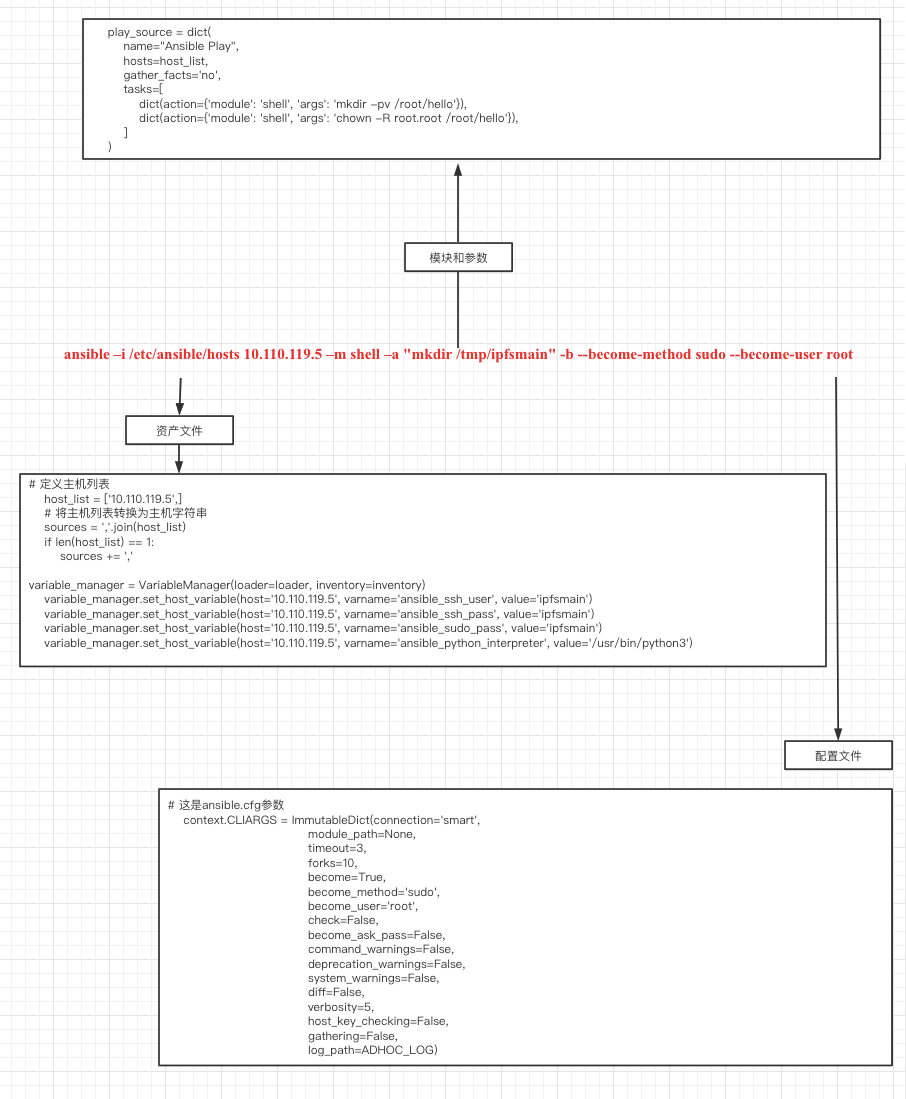 play_source = dict(
name="Ansible Play",
hosts=host_list,
gather_facts='no',
tasks=[
dict(action={'module': 'shell', 'args': 'mkdir -pv /root/hello'}),
dict(action={'module': 'shell', 'args': 'chown -R root.root /root/hello'}),
]
)
模块和参数
ansible –i /etc/ansible/hosts 10.110.119.5 –m shell –a "mkdir /tmp/ipfsmain" -b --become-method sudo --become-user root
资产文件
# 定义主机列表
host_list = ['10.110.119.5',]
# 将主机列表转换为主机字符串
sources = ','.join(host_list)
if len(host_list) == 1:
sources += ','
variable_manager = VariableManager(loader=loader, inventory=inventory)
variable_manager.set_host_variable(host='10.110.119.5', varname='ansible_ssh_user', value='ipfsmain')
variable_manager.set_host_variable(host='10.110.119.5', varname='ansible_ssh_pass', value='ipfsmain')
variable_manager.set_host_variable(host='10.110.119.5', varname='ansible_sudo_pass', value='ipfsmain')
variable_manager.set_host_variable(host='10.110.119.5', varname='ansible_python_interpreter', value='/usr/bin/python3')
配置文件
# 这是ansible.cfg参数
context.CLIARGS = ImmutableDict(connection='smart',
module_path=None,
timeout=3,
forks=10,
become=True,
become_method='sudo',
become_user='root',
check=False,
become_ask_pass=False,
command_warnings=False,
deprecation_warnings=False,
system_warnings=False,
diff=False,
verbosity=5,
host_key_checking=False,
gathering=False,
log_path=ADHOC_LOG)